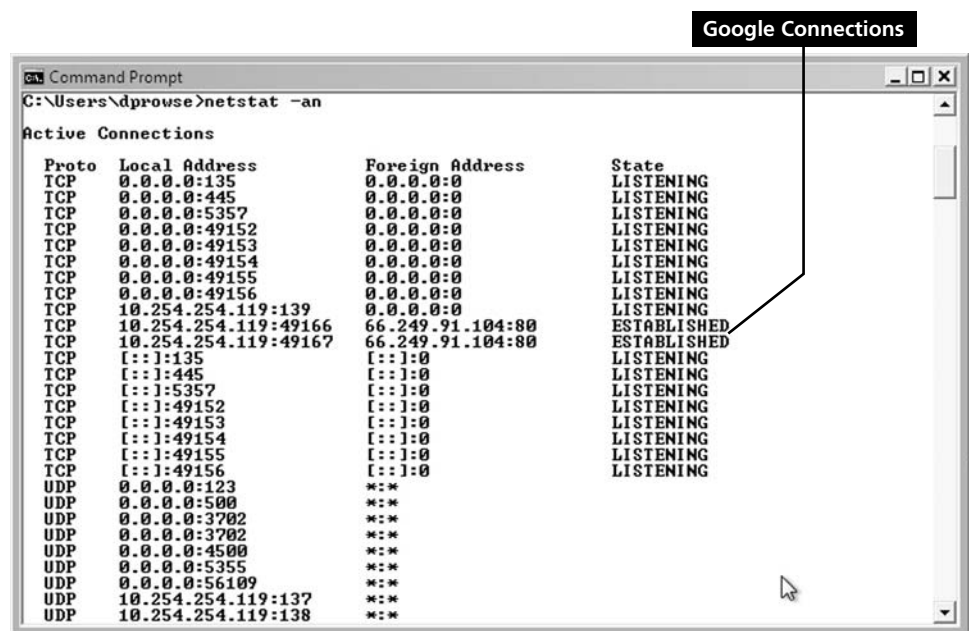 Google Connections
Command Prompt
C:\Users\dprowse>netstat -an
Active Connections
Proto Local Address Foreign Address State
TCP 0.0.0.0:135 0.0.0.0:0 LISTENING
TCP 0.0.0.0:445 0.0.0.0:0 LISTENING
TCP 0.0.0.0:5357 0.0.0.0:0 LISTENING
TCP 0.0.0.0:49152 0.0.0.0:0 LISTENING
TCP 0.0.0.0:49153 0.0.0.0:0 LISTENING
TCP 0.0.0.0:49154 0.0.0.0:0 LISTENING
TCP 0.0.0.0:49155 0.0.0.0:0 LISTENING
TCP 0.0.0.0:49156 0.0.0.0:0 LISTENING
TCP 10.254.254.119:139 0.0.0.0:0 LISTENING
TCP 10.254.254.119:49166 66.249.91.104:80 ESTABLISHED
TCP 10.254.254.119:49167 66.249.91.104:80 ESTABLISHED
TCP [::]:135 [::]:0 LISTENING
TCP [::]:445 [::]:0 LISTENING
TCP [::]:5357 [::]:0 LISTENING
TCP [::]:49152 [::]:0 LISTENING
TCP [::]:49153 [::]:0 LISTENING
TCP [::]:49154 [::]:0 LISTENING
TCP [::]:49155 [::]:0 LISTENING
TCP [::]:49156 [::]:0 LISTENING
UDP 0.0.0.0:123 *:*
UDP 0.0.0.0:500 *:*
UDP 0.0.0.0:3702 *:*
UDP 0.0.0.0:3702 *:*
UDP 0.0.0.0:4500 *:*
UDP 0.0.0.0:5355 *:*
UDP 0.0.0.0:56109 *:*
UDP 10.254.254.119:137 *:*
UDP 10.254.254.119:138 *:*